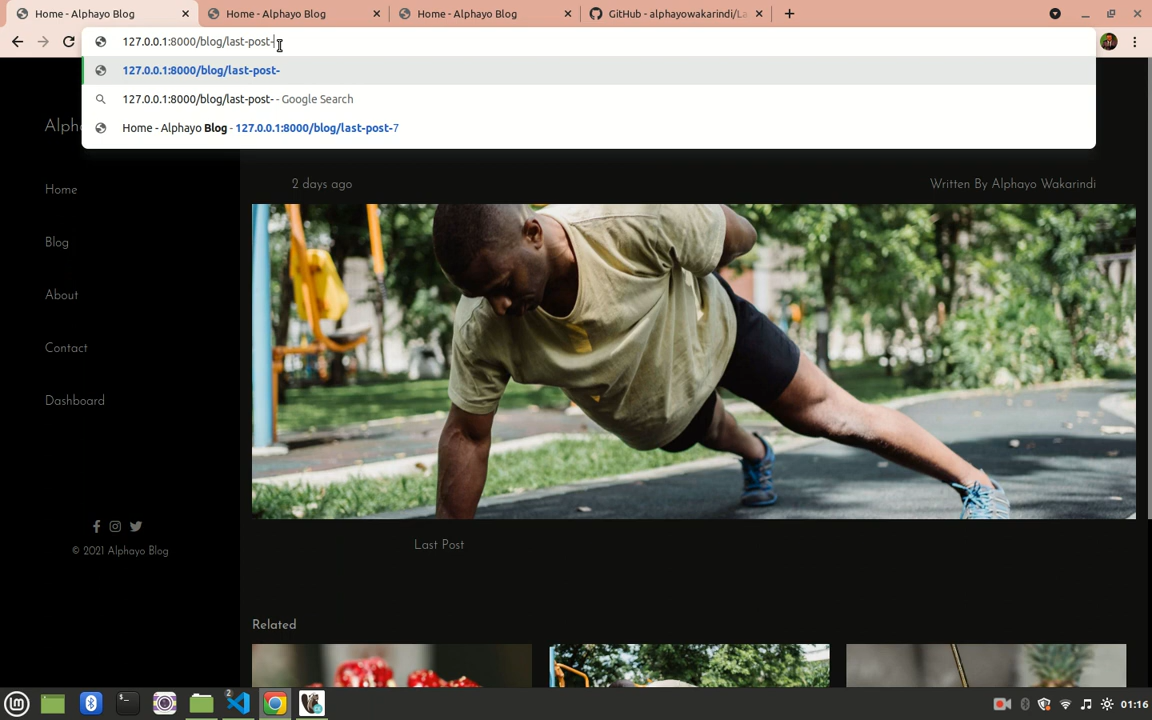 Home - Alphayo Blog
Home - Alphayo Blog
Home - Alphayo Blog
GitHub - alphayowakarindi/La
127.0.0.1:8000/blog/last-post-
127.0.0.1:8000/blog/last-post-
127.0.0.1:8000/blog/last-post- - Google Search
Home - Alphayo Blog - 127.0.0.1:8000/blog/last-post-7
Alph
2 days ago
Written By Alphayo Wakarindi
Home
Blog
About
Contact
Dashboard
© 2021 Alphayo Blog
Last Post
Related
2
01:16